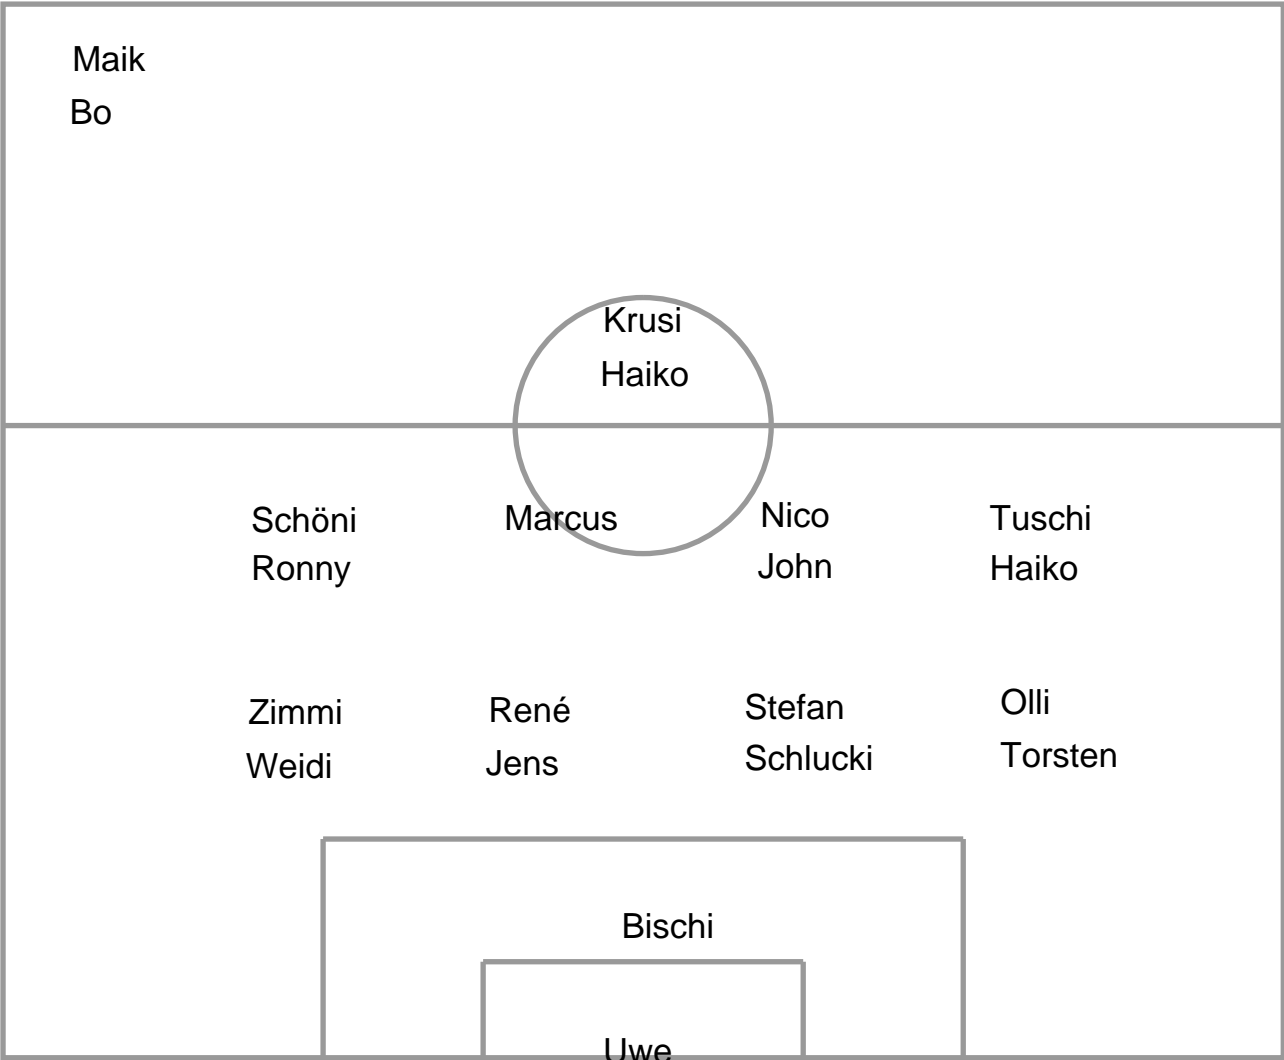 Maik
Bo
Krusi
Haiko
Schöni Marcus Nico Tuschi
Ronny John Haiko
Zimmi René Stefan Olli
Weidi Jens Schlucki Torsten
Bischi
Uwe